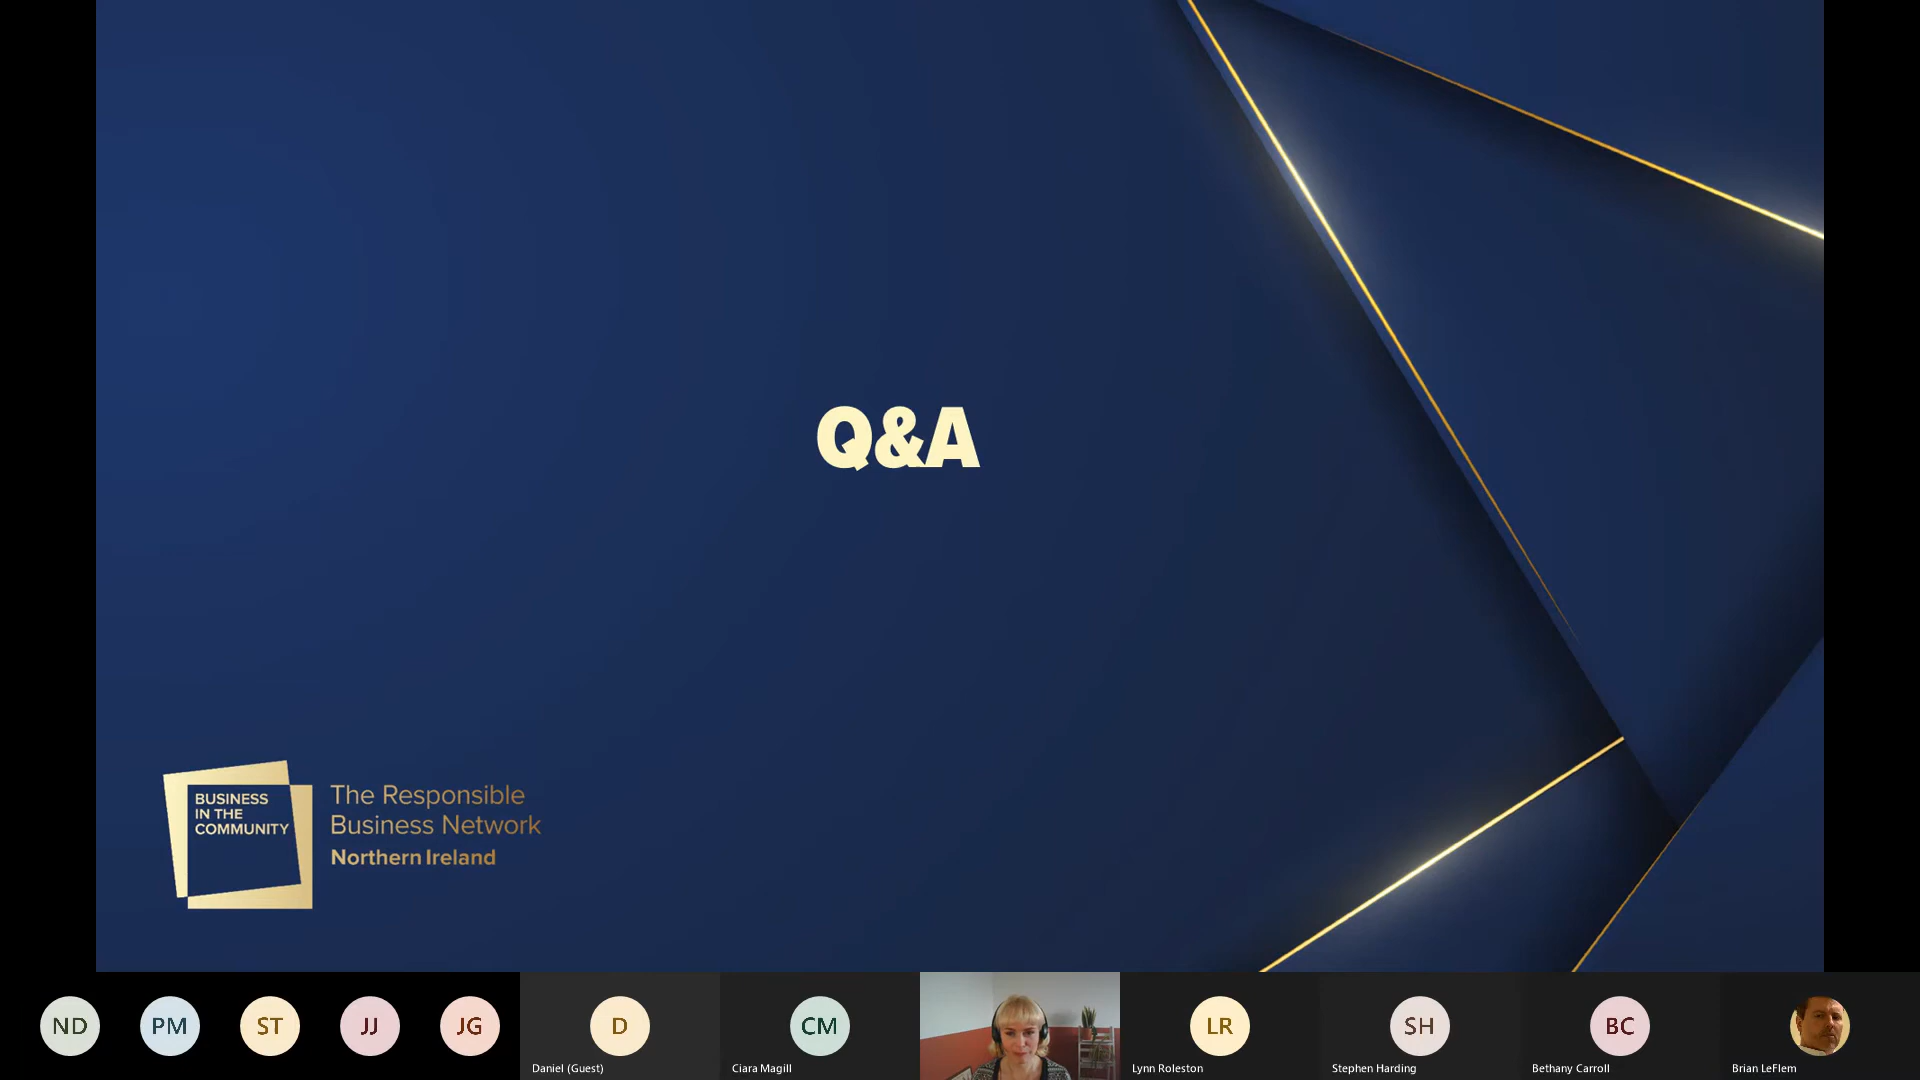 Q&A
BUSINESS
IN THE
COMMUNITY
The Responsible
Business Network
Northern Ireland
ND
PM
ST
JJ
JG
D
CM
LR
SH
BC
Daniel (Guest)
Ciara Magill
Lynn Roleston
Stephen Harding
Bethany Carroll
Brian LeFlem